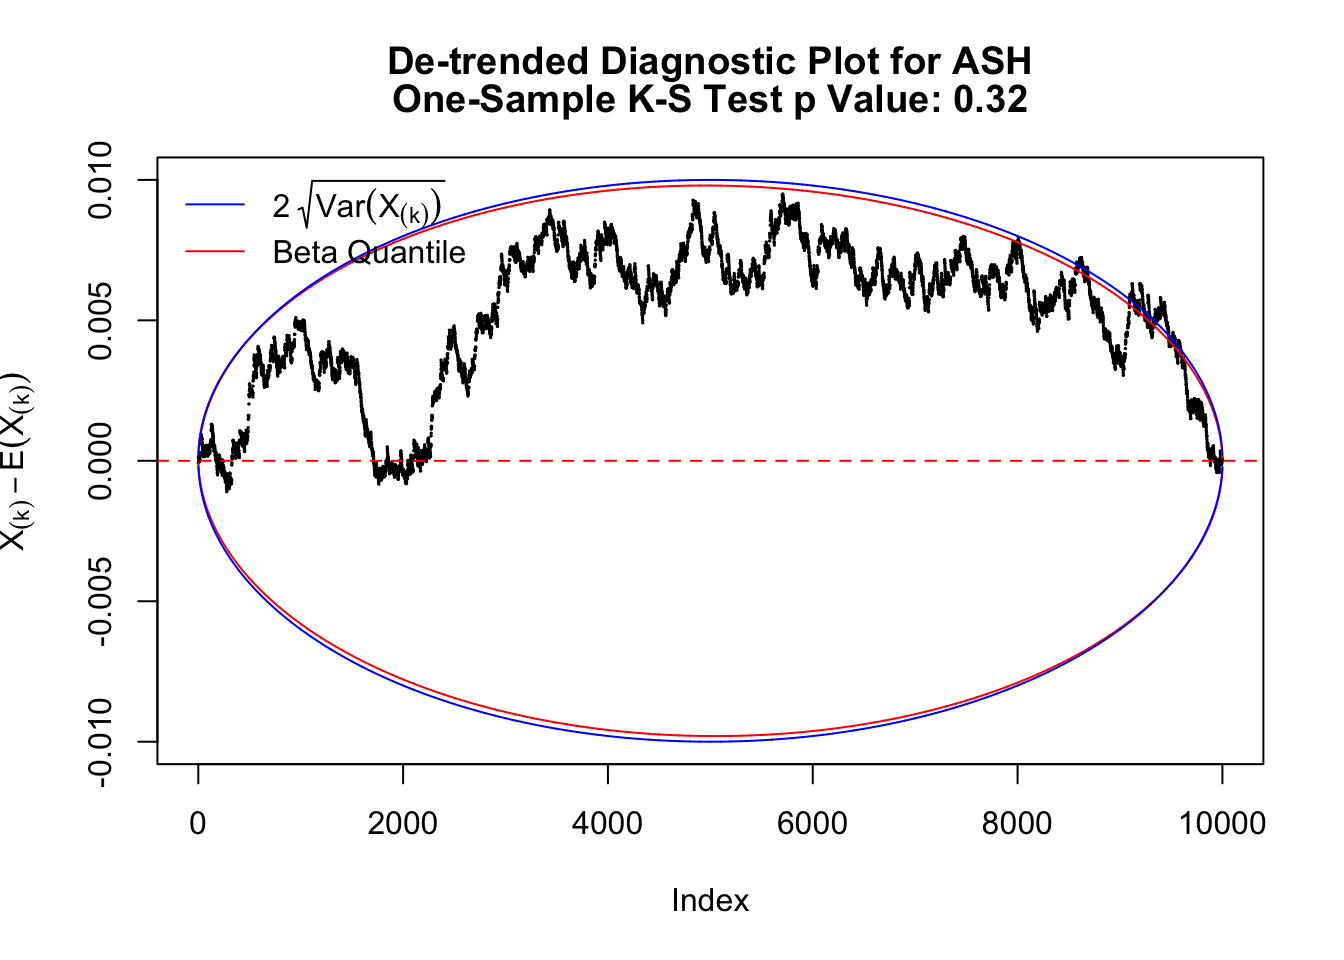 De-trended Diagnostic Plot for ASH
One-Sample K-S Test p Value: 0.32
2√Var(X(k))
Beta Quantile
X(k) − E(X(k))
0.010
0.005
0.000
-0.005
-0.010
0 2000 4000 6000 8000 10000
Index